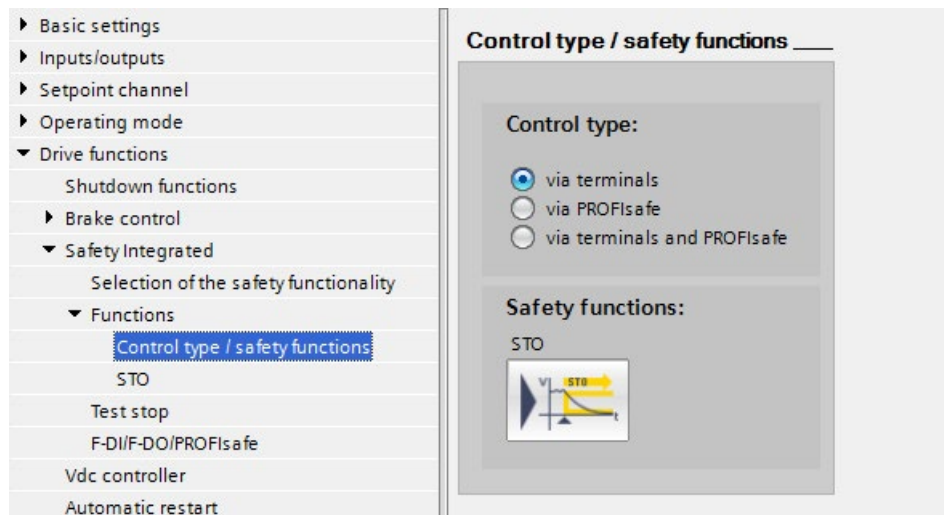 Basic settings
Inputs/outputs
Setpoint channel
Operating mode
Drive functions
Shutdown functions
Brake control
Safety Integrated
Selection of the safety functionality
Functions
Control type / safety functions
STO
Test stop
F-DI/F-DO/PROFIsafe
Vdc controller
Automatic restart
Control type / safety functions
Control type:
via terminals
via PROFIsafe
via terminals and PROFIsafe
Safety functions:
STO
V STO
t